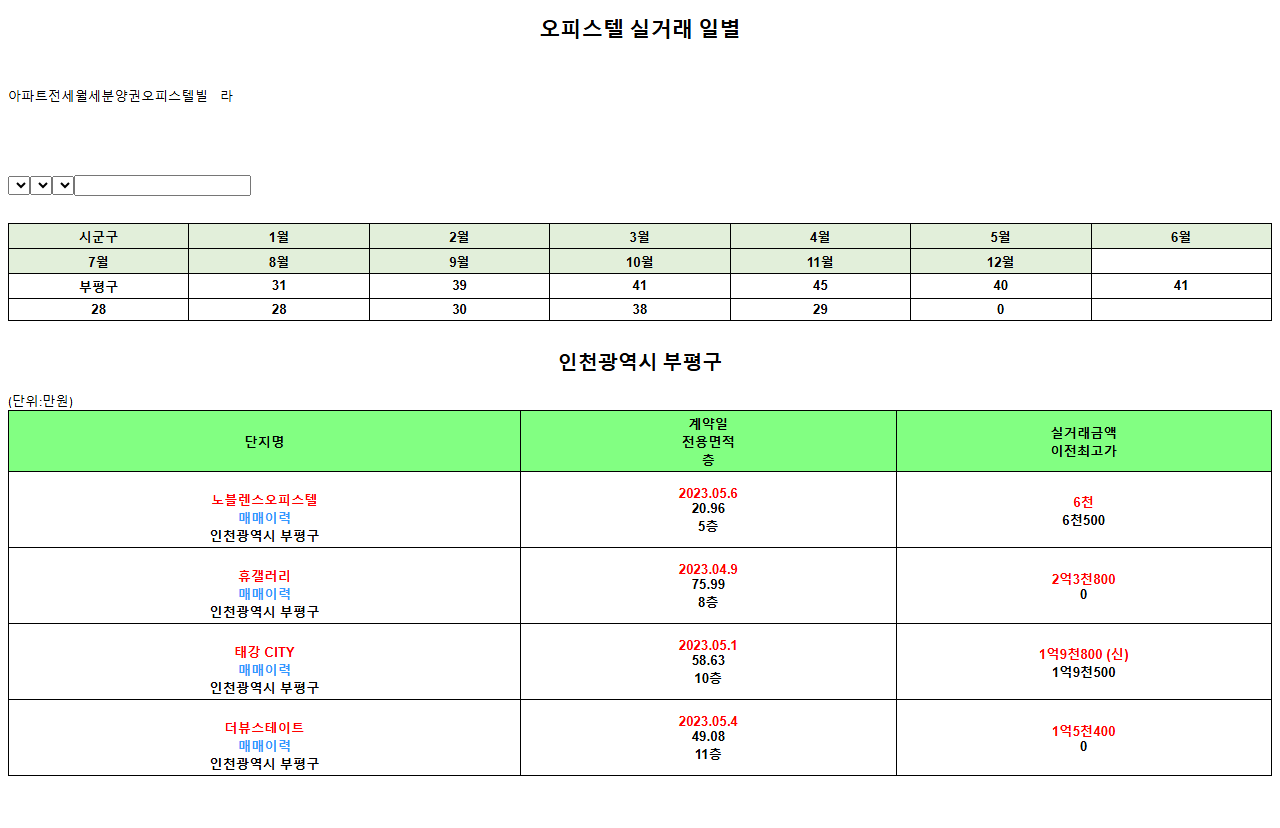 오피스텔 실거래 일별
아파트전세월세분양권오피스텔빌 라
시군구 1월 2월 3월 4월 5월 6월
7월 8월 9월 10월 11월 12월
부평구 31 39 41 45 40 41
28 28 30 38 29 0
인천광역시 부평구
(단위:만원)
단지명
계약일
전용면적
층
실거래금액
이전최고가
노블렌스오피스텔
매매이력
인천광역시 부평구
2023.05.6
20.96
5층
6천
6천500
휴갤러리
매매이력
인천광역시 부평구
2023.04.9
75.99
8층
2억3천800
0
태강 CITY
매매이력
인천광역시 부평구
2023.05.1
58.63
10층
1억9천800 (신)
1억9천500
더뷰스테이트
매매이력
인천광역시 부평구
2023.05.4
49.08
11층
1억5천400
0